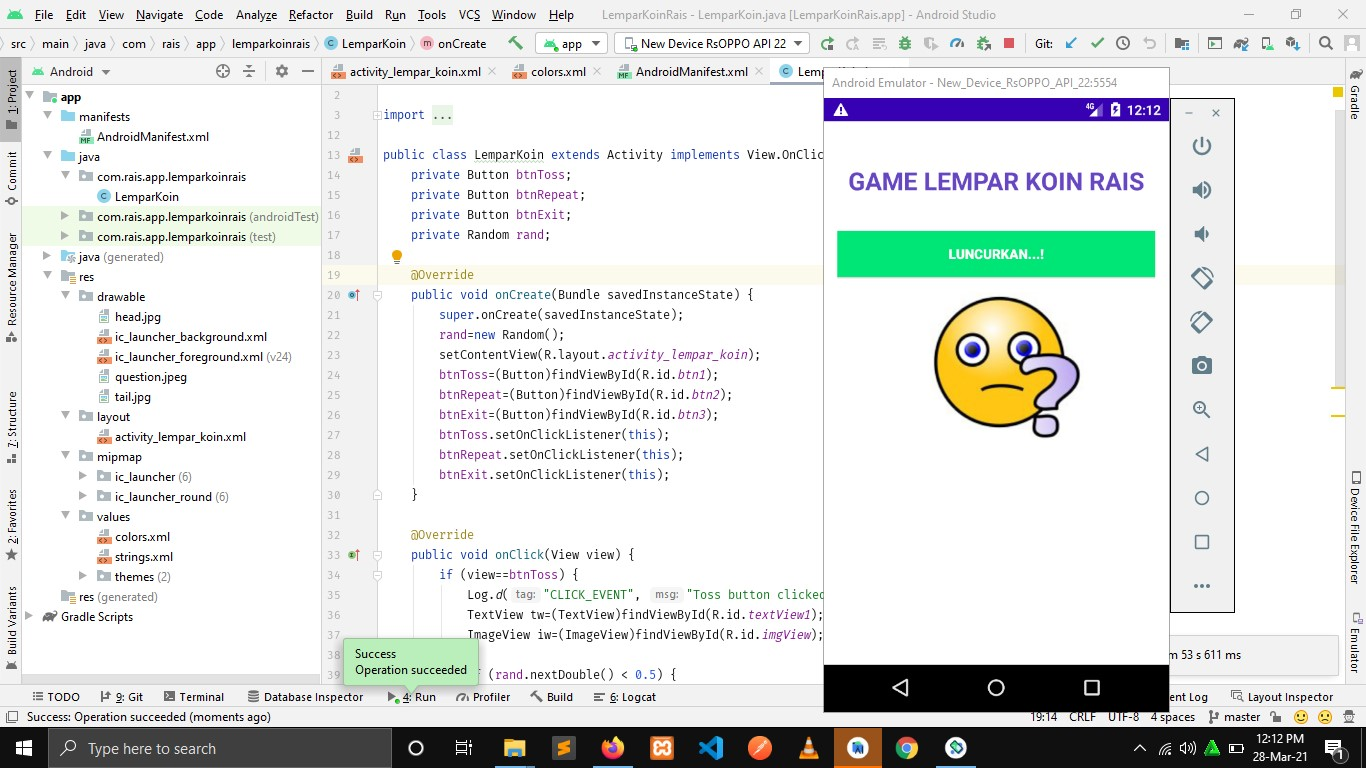 File Edit View Navigate Code Analyze Refactor Build Run Tools VCS Window Help LemparKoinRais - LemparKoin.java [LemparKoinRais.app] - Android Studio
src main java com rais app lemparkoinrais LemparKoin onCreate app New Device RsOPPO API 22 Git:
Android
activity_lempar_koin.xml colors.xml AndroidManifest.xml
1: Project
Commit
Resource Manager
7: Structure
2: Favorites
Build Variants
app
manifests
AndroidManifest.xml
java
com.rais.app.lemparkoinrais
LemparKoin
com.rais.app.lemparkoinrais (androidTest)
com.rais.app.lemparkoinrais (test)
java (generated)
res
drawable
head.jpg
ic_launcher_background.xml
ic_launcher_foreground.xml (v24)
question.jpeg
tail.jpg
layout
activity_lempar_koin.xml
mipmap
ic_launcher (6)
ic_launcher_round (6)
values
colors.xml
strings.xml
themes (2)
res (generated)
Gradle Scripts
2
3 import ...
12
13 public class LemparKoin extends Activity implements View.OnClic
14 private Button btnToss;
15 private Button btnRepeat;
16 private Button btnExit;
17 private Random rand;
18
19 @Override
20 public void onCreate(Bundle savedInstanceState) {
21 super.onCreate(savedInstanceState);
22 rand=new Random();
23 setContentView(R.layout.activity_lempar_koin);
24 btnToss=(Button)findViewById(R.id.btn1);
25 btnRepeat=(Button)findViewById(R.id.btn2);
26 btnExit=(Button)findViewById(R.id.btn3);
27 btnToss.setOnClickListener(this);
28 btnRepeat.setOnClickListener(this);
29 btnExit.setOnClickListener(this);
30 }
31
32 @Override
33 public void onClick(View view) {
34 if (view==btnToss) {
35 Log.d( tag: "CLICK_EVENT", msg: "Toss button clicked
36 TextView tw=(TextView)findViewById(R.id.textView1);
37 ImageView iw=(ImageView)findViewById(R.id.imgView);
38
39 (rand.nextDouble() < 0.5) {
Success
Operation succeeded
Android Emulator - New_Device_RsOPPO_API_22:5554
4G 12:12
GAME LEMPAR KOIN RAIS
LUNCURKAN...!
Gradle
Device File Explorer
Emulator
m 53 s 611 ms
TODO 9: Git Terminal Database Inspector 4: Run Profiler Build 6: Logcat nt Log Layout Inspector
Success: Operation succeeded (moments ago) 19:14 CRLF UTF-8 4 spaces master
Type here to search
12:12 PM
28-Mar-21
1